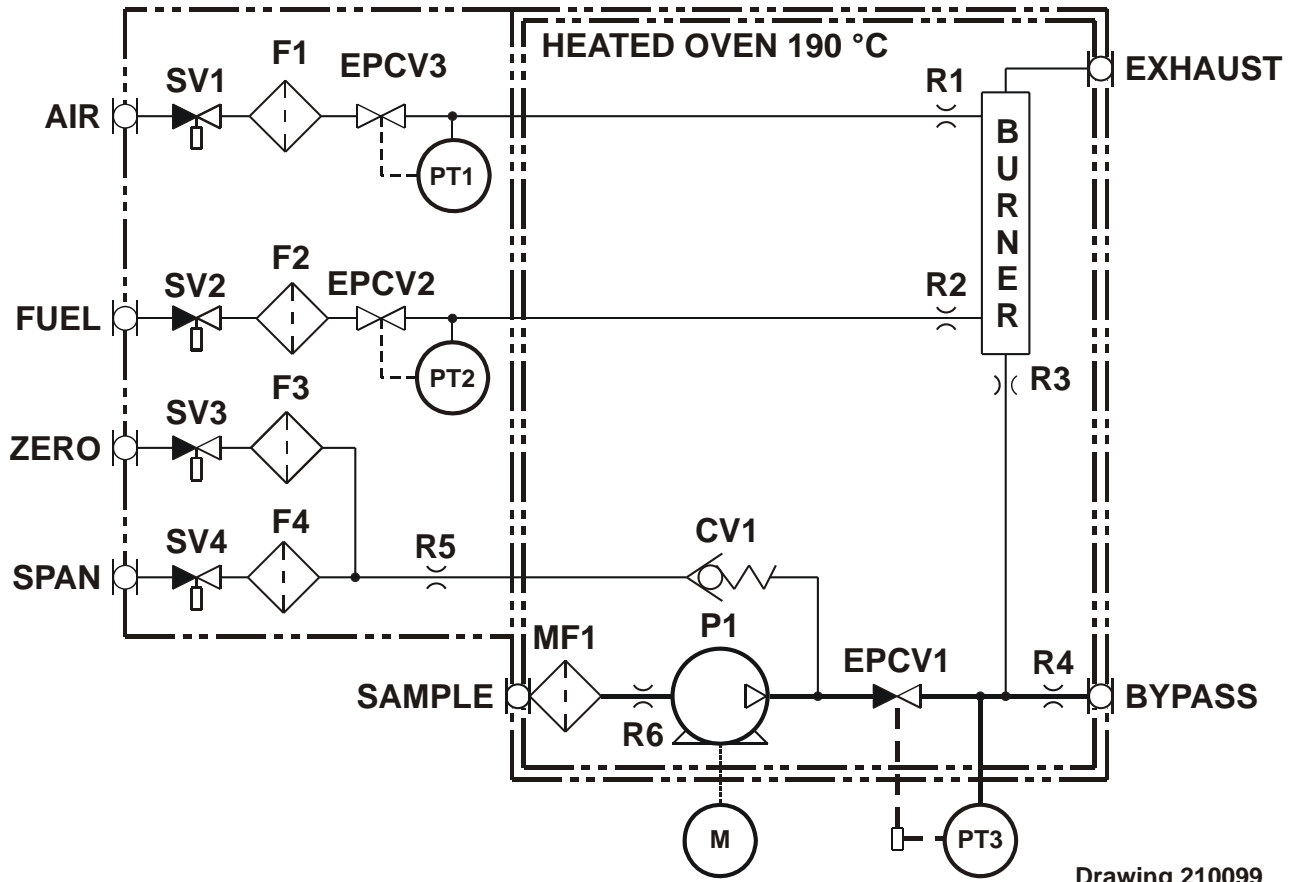 HEATED OVEN 190 °C
F1
EPCV3
SV1
R1
EXHAUST
AIR
PT1
BURNER
F2
EPCV2
SV2
R2
FUEL
PT2
F3
R3
SV3
ZERO
F4
CV1
SV4
R5
SPAN
P1
MF1
EPCV1
R4
SAMPLE
BYPASS
R6
M
PT3
Drawing 210099